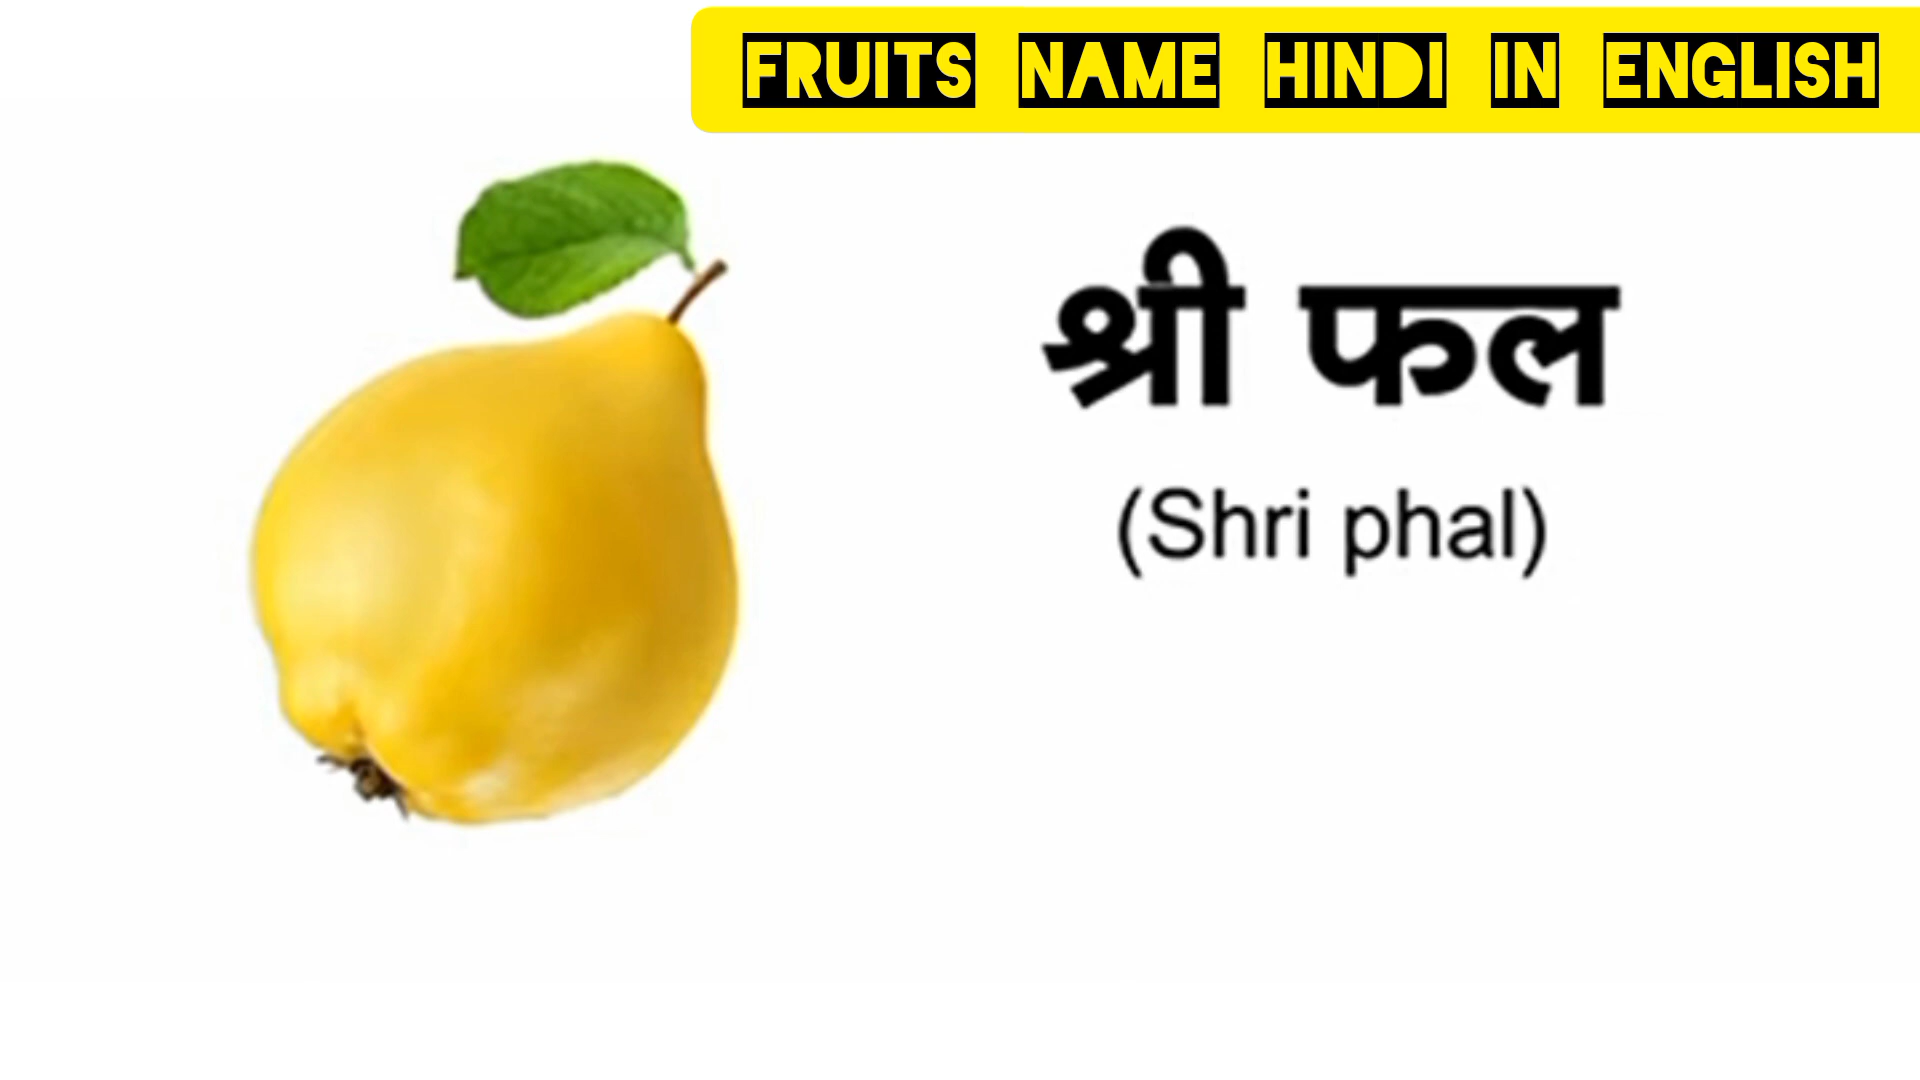 FRUITS NAME HINDI IN ENGLISH
श्री फल
(Shri phal)